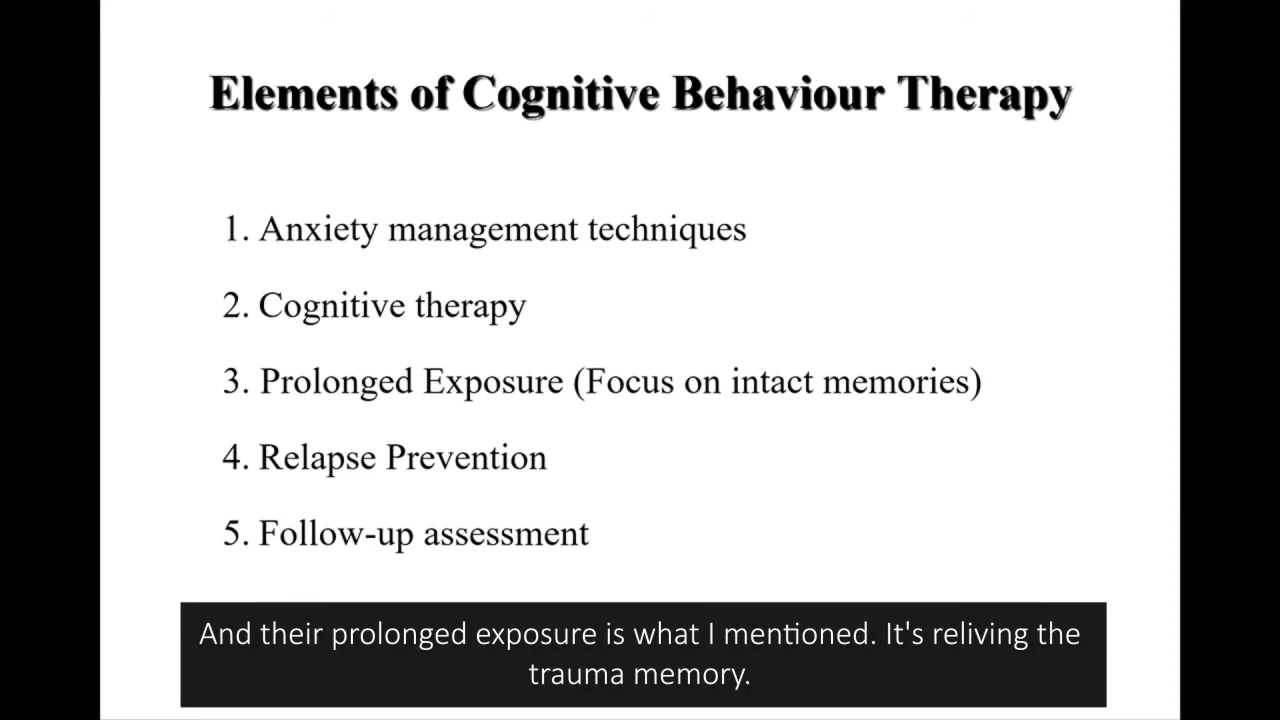 Elements of Cognitive Behaviour Therapy
1. Anxiety management techniques
2. Cognitive therapy
3. Prolonged Exposure (Focus on intact memories)
4. Relapse Prevention
5. Follow-up assessment
And their prolonged exposure is what I mentioned. It's reliving the
trauma memory.